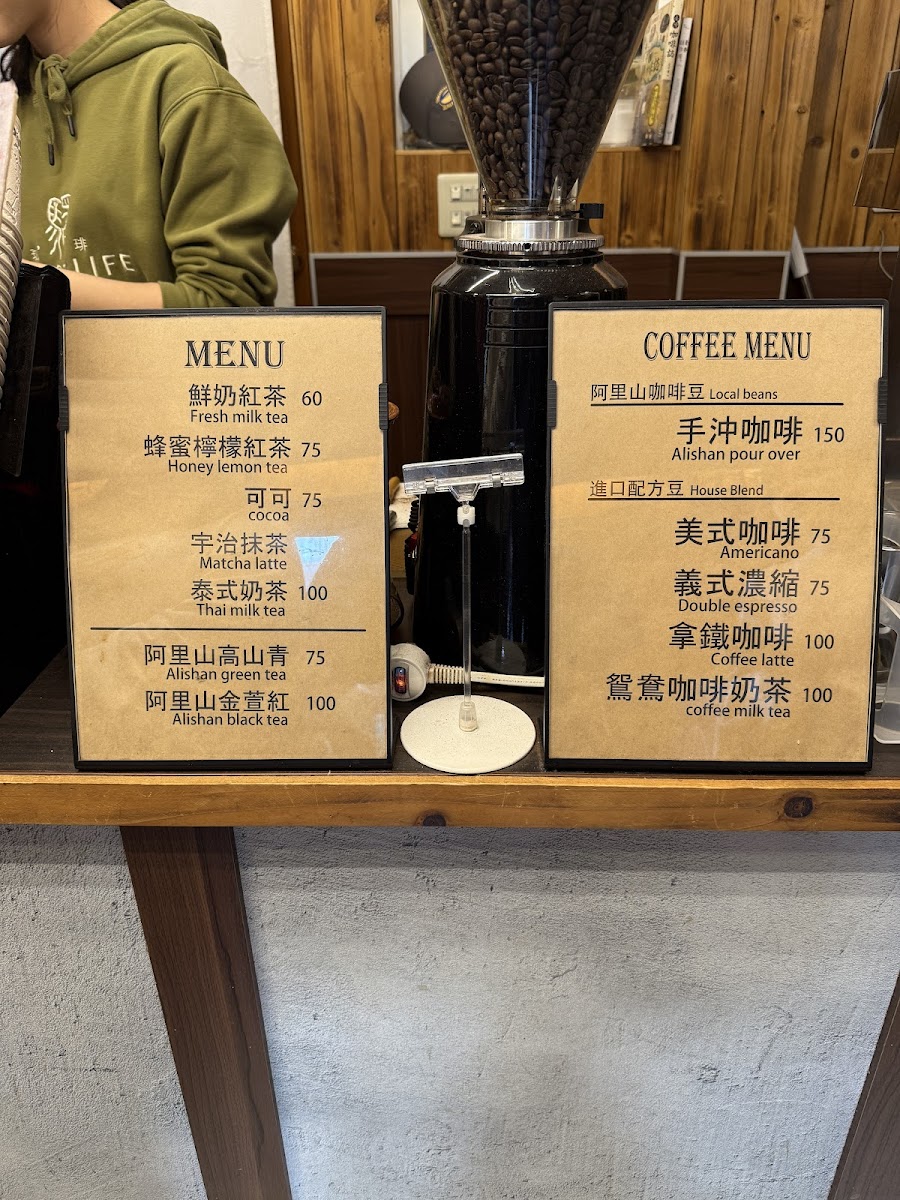 琲
LIFE
MENU
鮮奶紅茶 60
Fresh milk tea
蜂蜜檸檬紅茶 75
Honey lemon tea
可可 75
cocoa
宇治抹茶
Matcha latte
泰式奶茶 100
Thai milk tea
阿里山高山青 75
Alishan green tea
阿里山金萱紅 100
Alishan black tea
COFFEE MENU
阿里山咖啡豆 Local beans
手沖咖啡 150
Alishan pour over
進口配方豆 House Blend
美式咖啡 75
Americano
義式濃縮 75
Double espresso
拿鐵咖啡 100
Coffee latte
鴛鴦咖啡奶茶 100
coffee milk tea